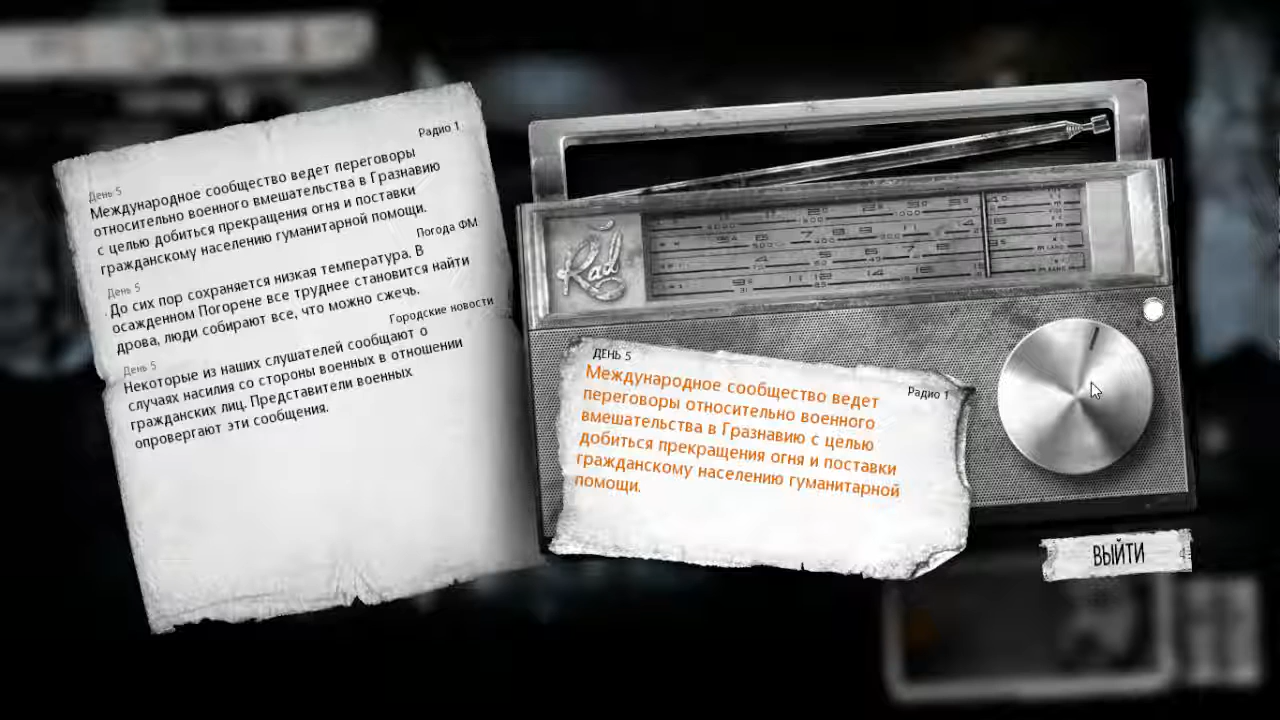 Радио 1
День 5
Международное сообщество ведет переговоры
относительно военного вмешательства в Гразнавию
с целью добиться прекращения огня и поставки
гражданскому населению гуманитарной помощи.
Погода ФМ
День 5
До сих пор сохраняется низкая температура. В
осажденном Погорене все труднее становится найти
дрова, люди собирают все, что можно сжечь.
Городские новости
День 5
Некоторые из наших слушателей сообщают о
случаях насилия со стороны военных в отношении
гражданских лиц. Представители военных
опровергают эти сообщения.
Rad
ДЕНЬ 5
Радио 1
Международное сообщество ведет
переговоры относительно военного
вмешательства в Гразнавию с целью
добиться прекращения огня и поставки
гражданскому населению гуманитарной
помощи.
ВЫЙТИ